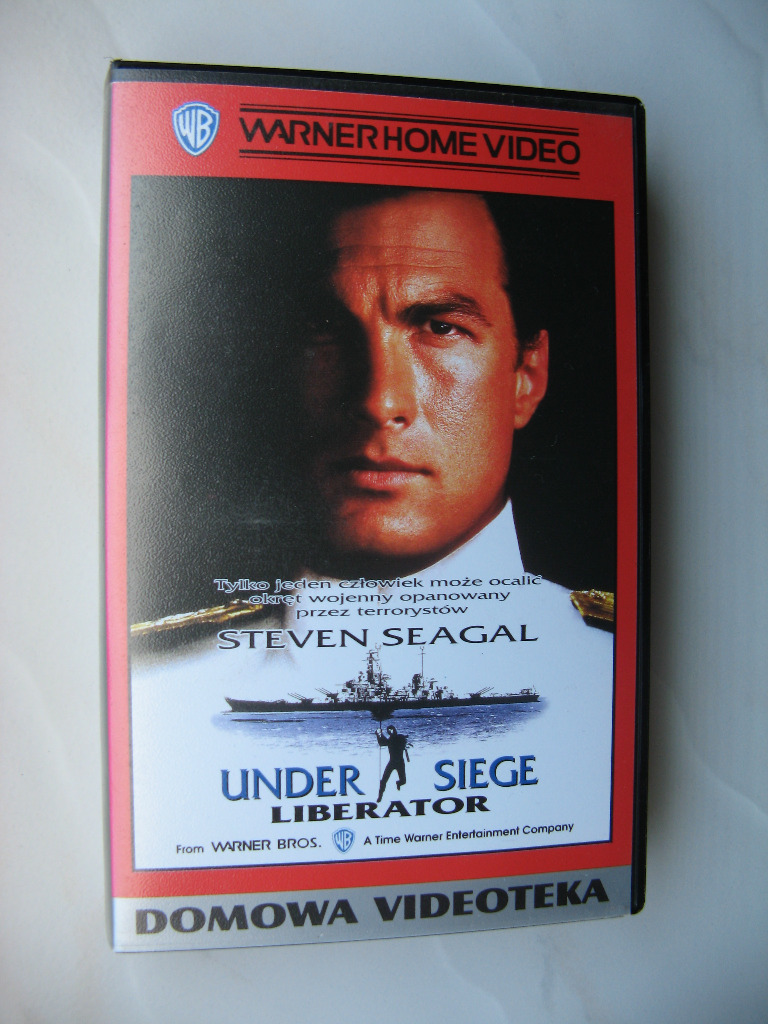 WB
WARNER HOME VIDEO
Tylko jeden człowiek może ocalić
okręt wojenny opanowany
przez terrorystów
STEVEN SEAGAL
UNDER SIEGE
LIBERATOR
From WARNER BROS. WB A Time Warner Entertainment Company
DOMOWA VIDEOTEKA